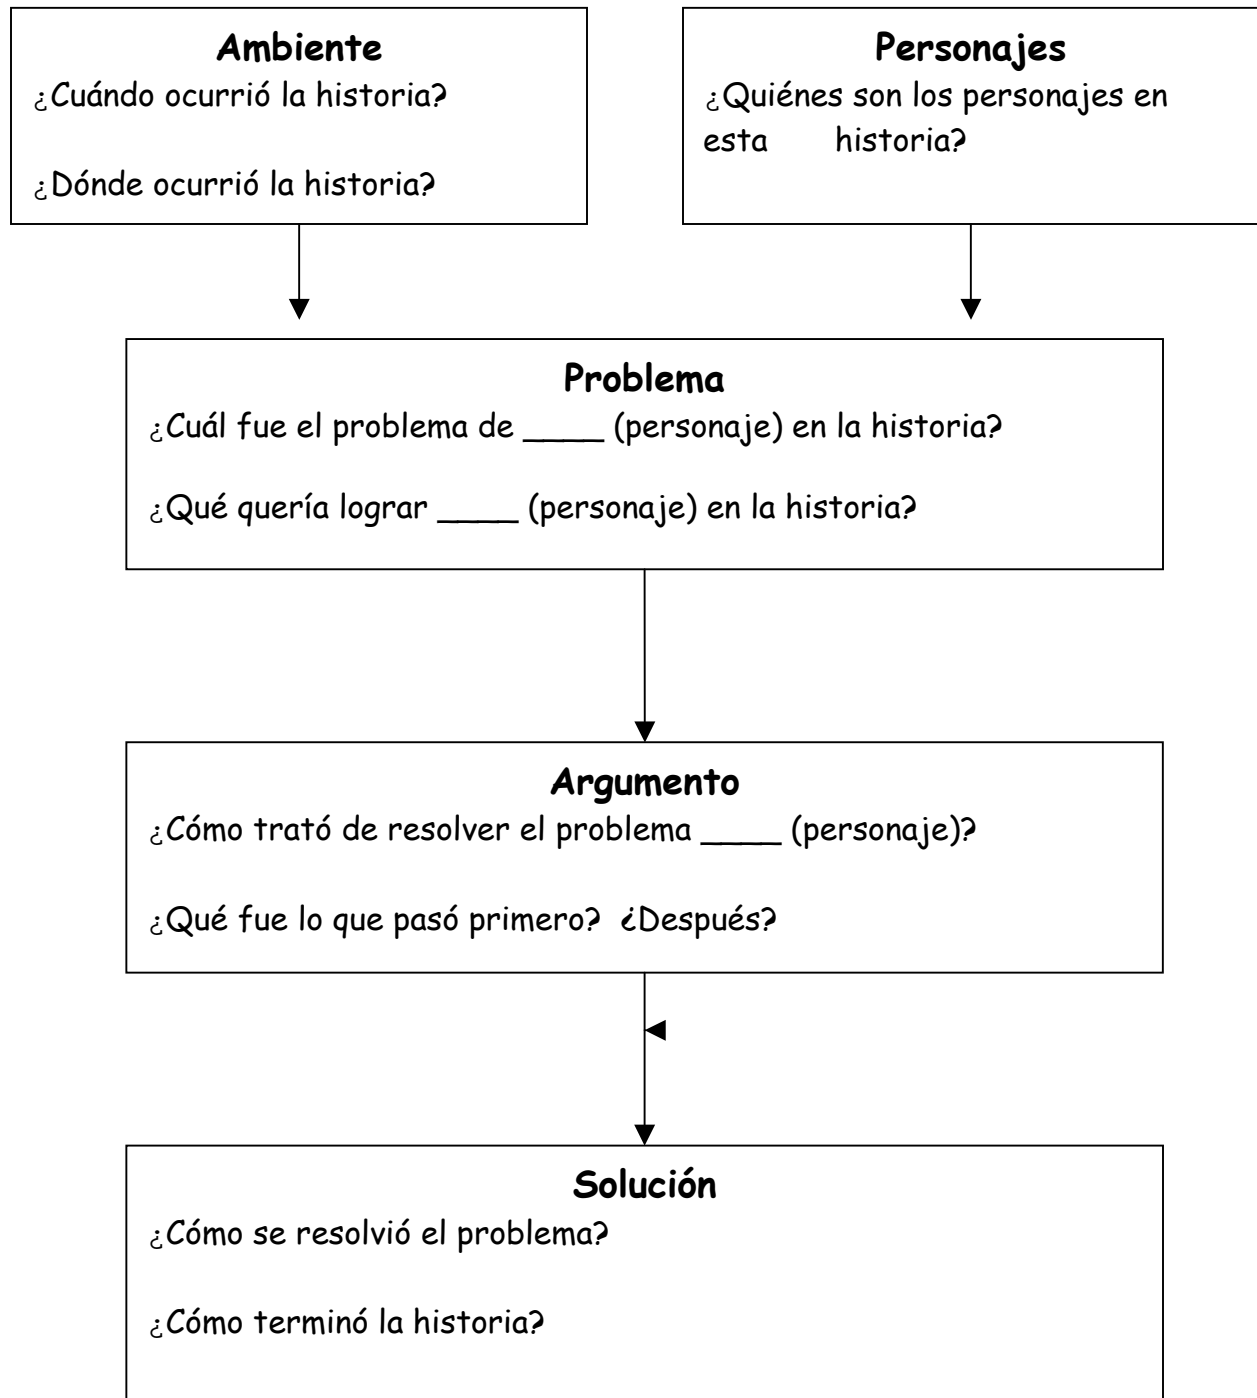 Ambiente
¿Cuándo ocurrió la historia?
¿Dónde ocurrió la historia?
Personajes
¿Quiénes son los personajes en
esta historia?
Problema
¿Cuál fue el problema de ____ (personaje) en la historia?
¿Qué quería lograr ____ (personaje) en la historia?
Argumento
¿Cómo trató de resolver el problema ____ (personaje)?
¿Qué fue lo que pasó primero? ¿Después?
Solución
¿Cómo se resolvió el problema?
¿Cómo terminó la historia?